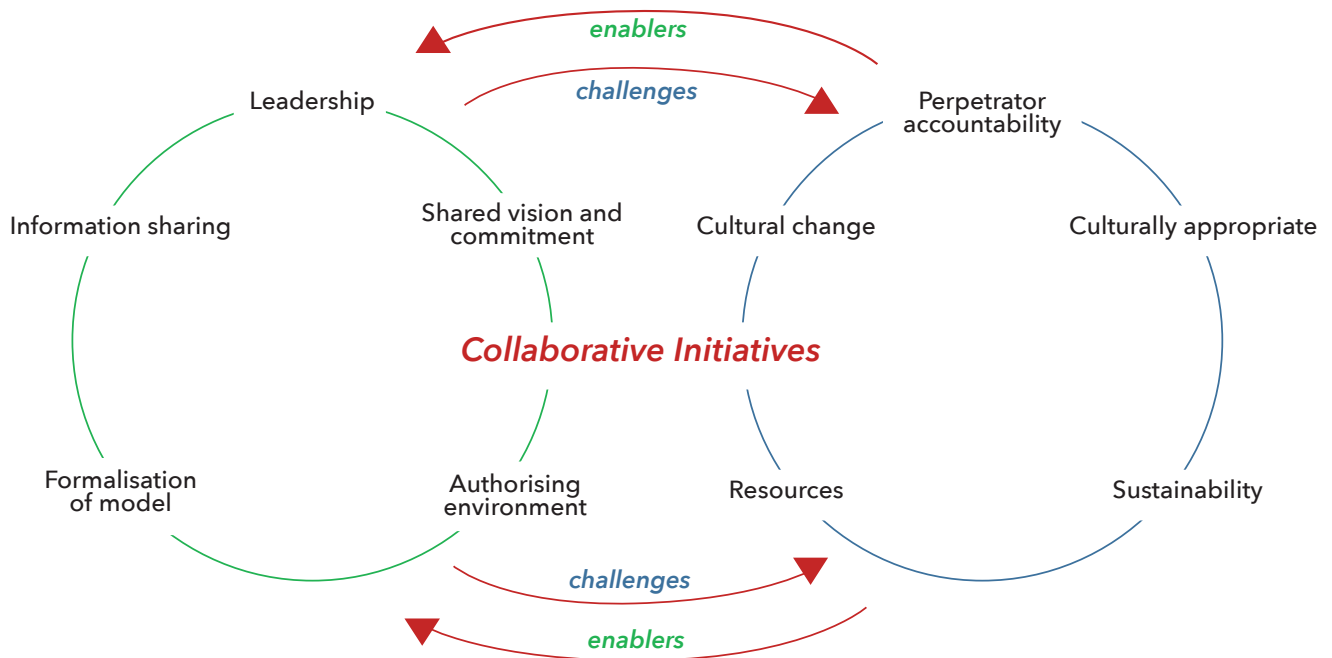 enablers
challenges
Leadership
Perpetrator
accountability
Information sharing
Shared vision and
commitment
Cultural change
Culturally appropriate
Collaborative Initiatives
Formalisation
of model
Authorising
environment
Resources
Sustainability
challenges
enablers